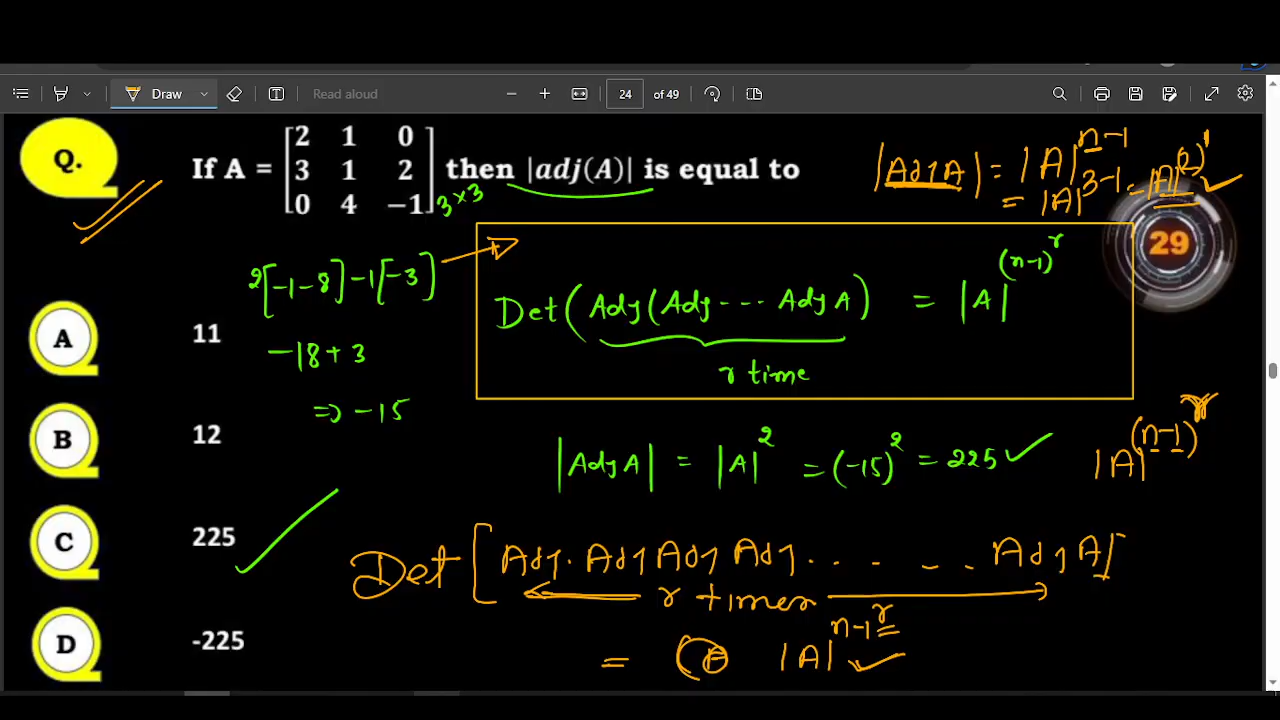 Draw
Read aloud
24 of 49
Q.
If A = [2 1 0
3 1 2
0 4 −1] 3×3 then |adj(A)| is equal to
|Adj A| = |A|^n-1
= |A|^3-1 = |A|^(2)^1
29
2[-1-8]-1[-3]
-18+3
=> -15
Det (Adj (Adj --- Adj A) = |A|^(n-1)^r
r time
A 11
B 12
C 225
D -225
|Adj A| = |A|^2 = (-15)^2 = 225
|A|^(n-1)^r
Det [Adj. Adj Adj Adj. . . . . . . Adj A]
r times
= |A|^n-1^r